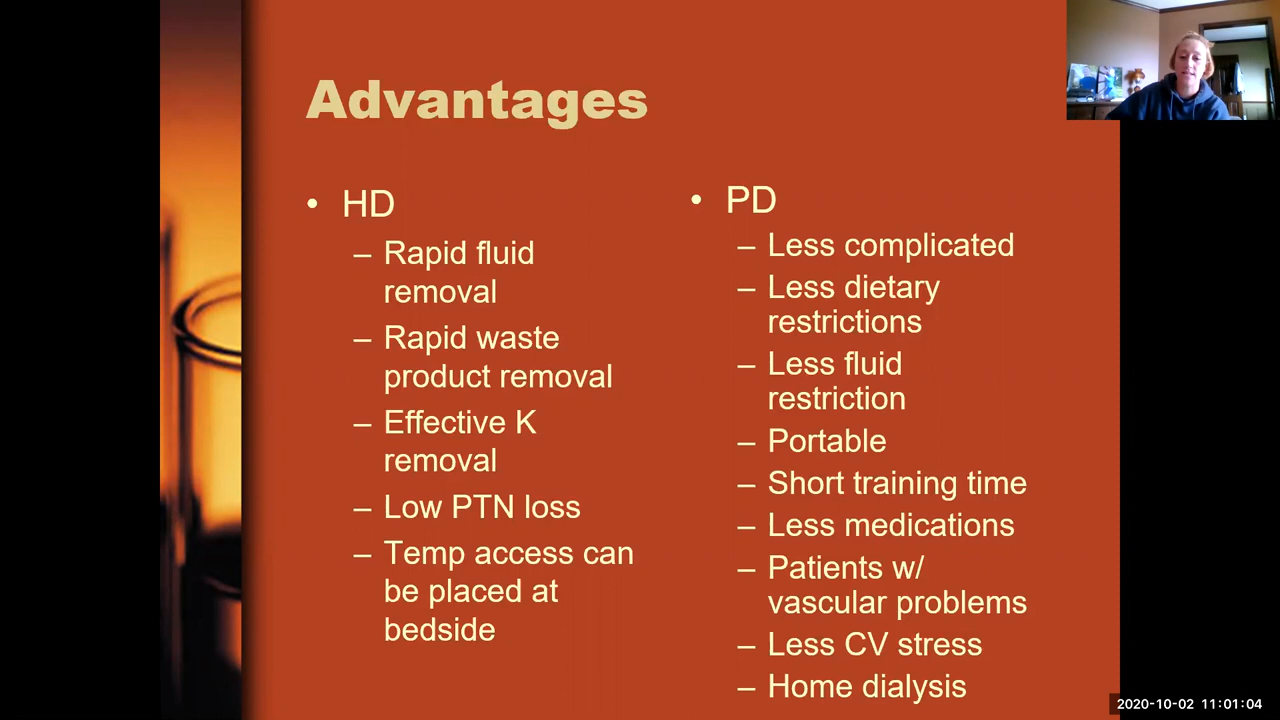 Advantages
• HD
– Rapid fluid
removal
– Rapid waste
product removal
– Effective K
removal
– Low PTN loss
– Temp access can
be placed at
bedside
• PD
– Less complicated
– Less dietary
restrictions
– Less fluid
restriction
– Portable
– Short training time
– Less medications
– Patients w/
vascular problems
– Less CV stress
– Home dialysis
2020-10-02 11:01:04